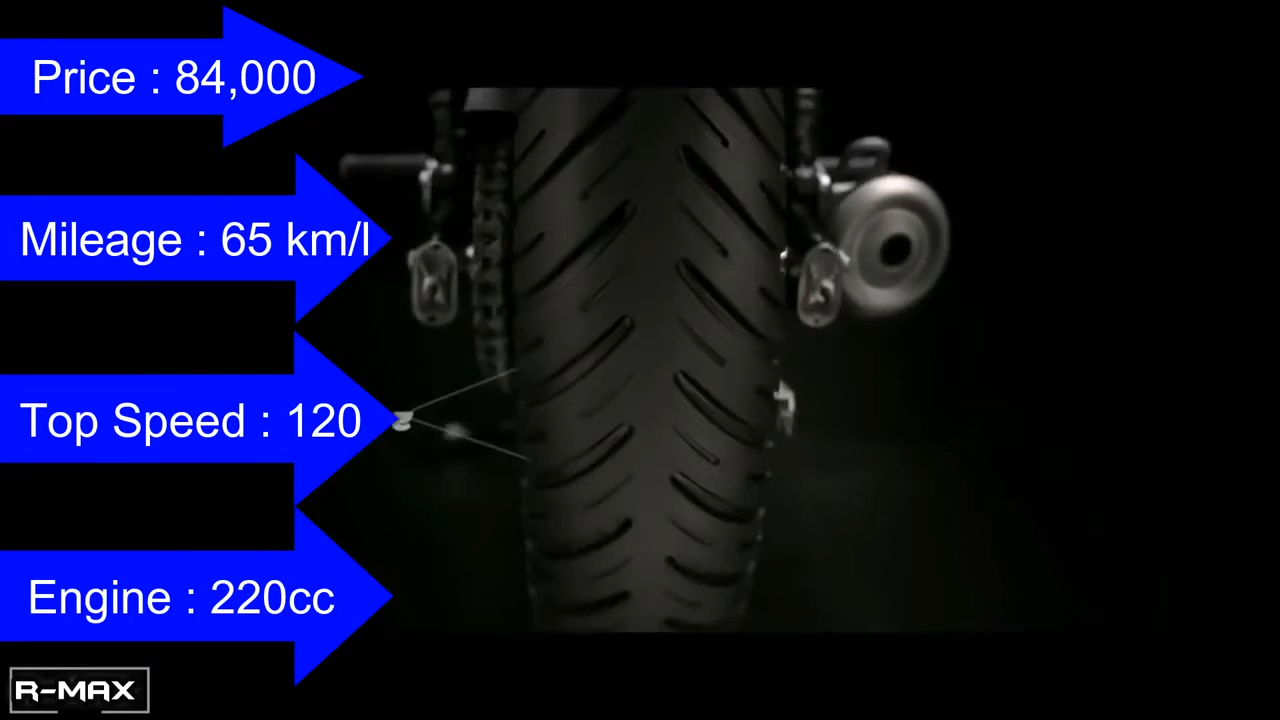 Price : 84,000
Mileage : 65 km/l
Top Speed : 120
Engine : 220cc
R-MAX